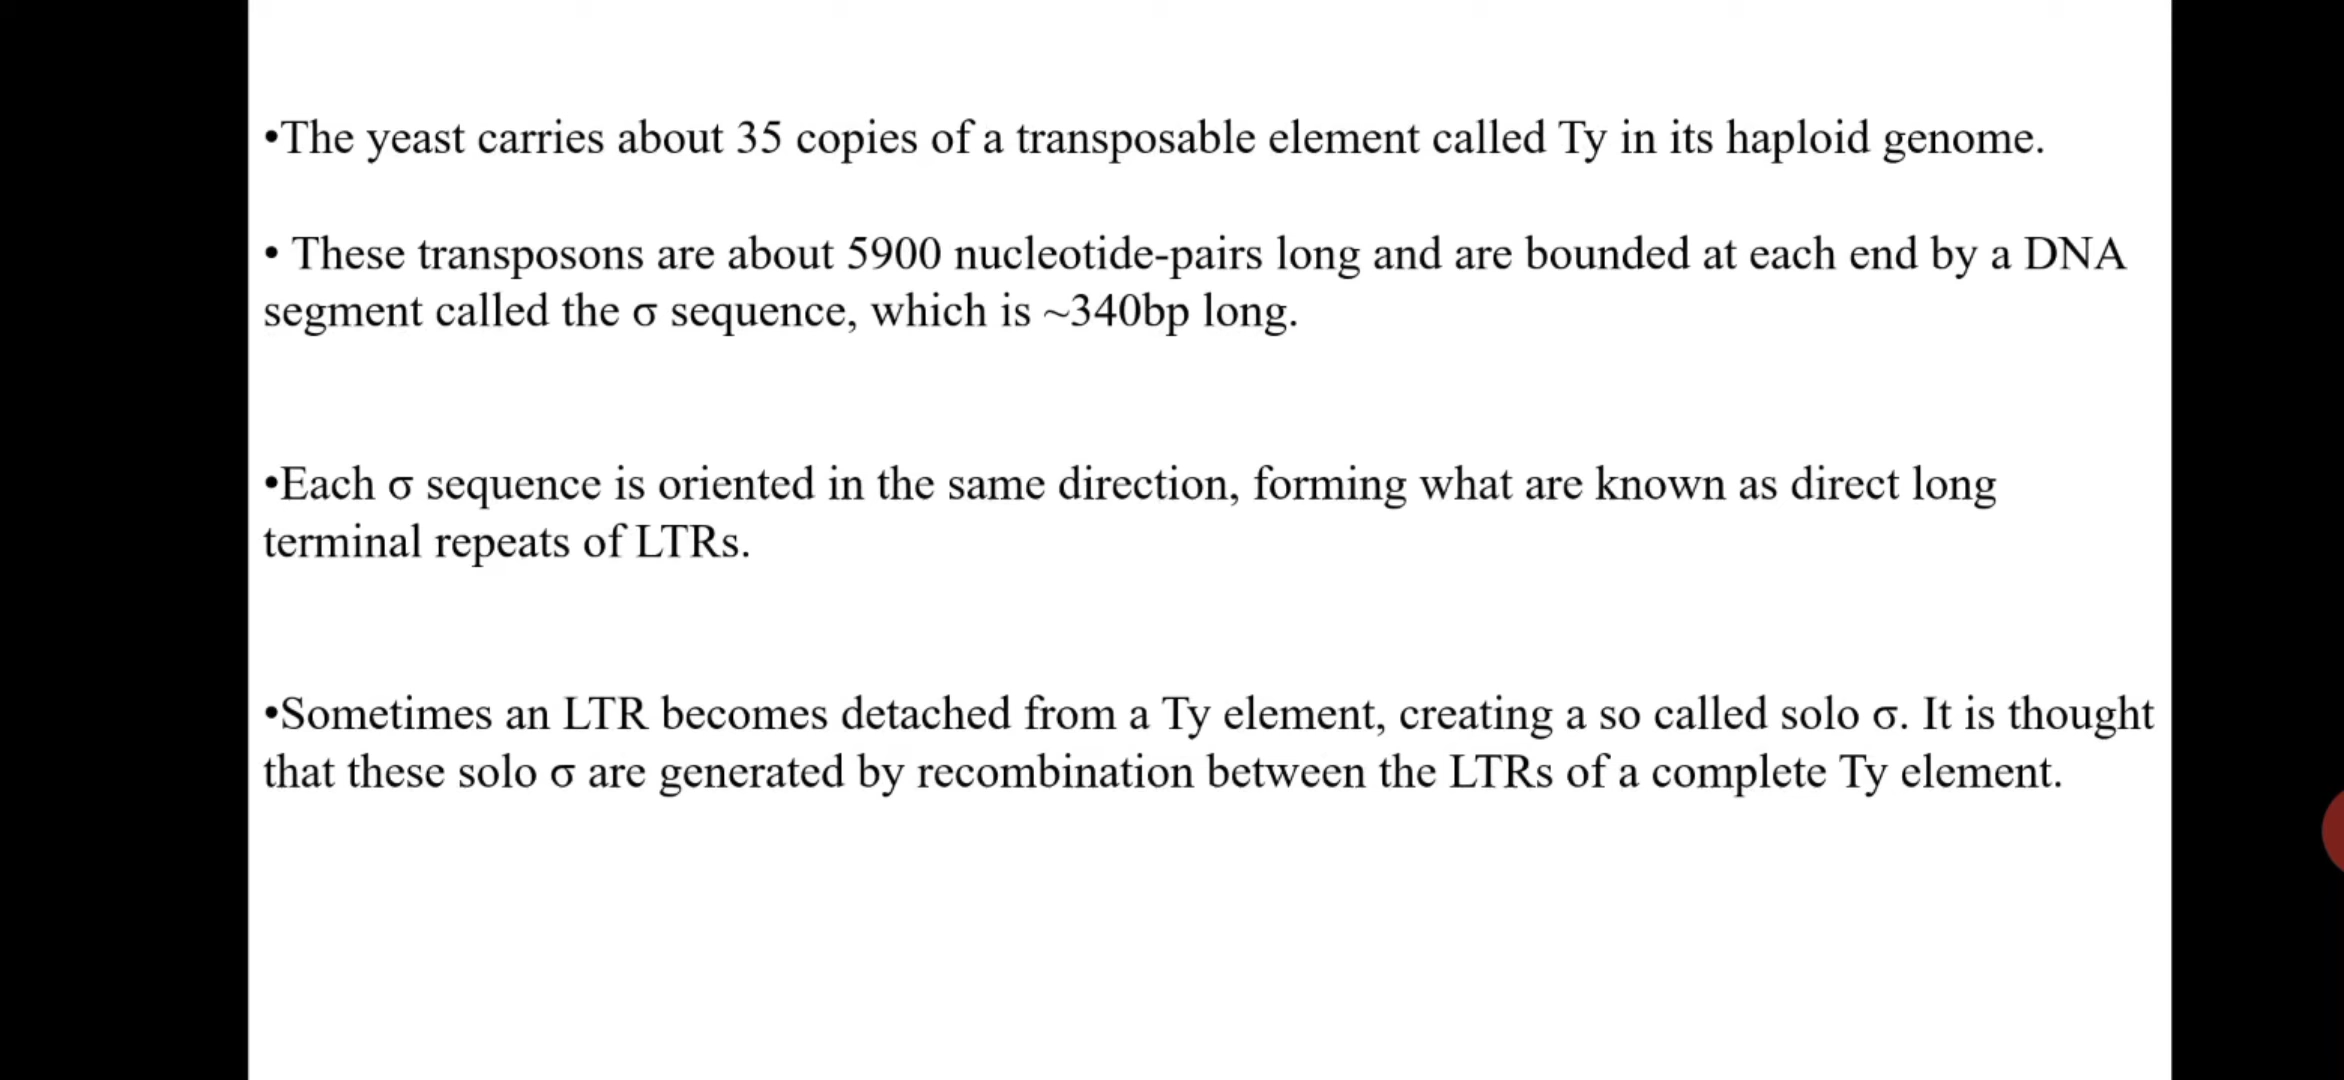 •The yeast carries about 35 copies of a transposable element called Ty in its haploid genome.
• These transposons are about 5900 nucleotide-pairs long and are bounded at each end by a DNA
segment called the σ sequence, which is ~340bp long.
•Each σ sequence is oriented in the same direction, forming what are known as direct long
terminal repeats of LTRs.
•Sometimes an LTR becomes detached from a Ty element, creating a so called solo σ. It is thought
that these solo σ are generated by recombination between the LTRs of a complete Ty element.